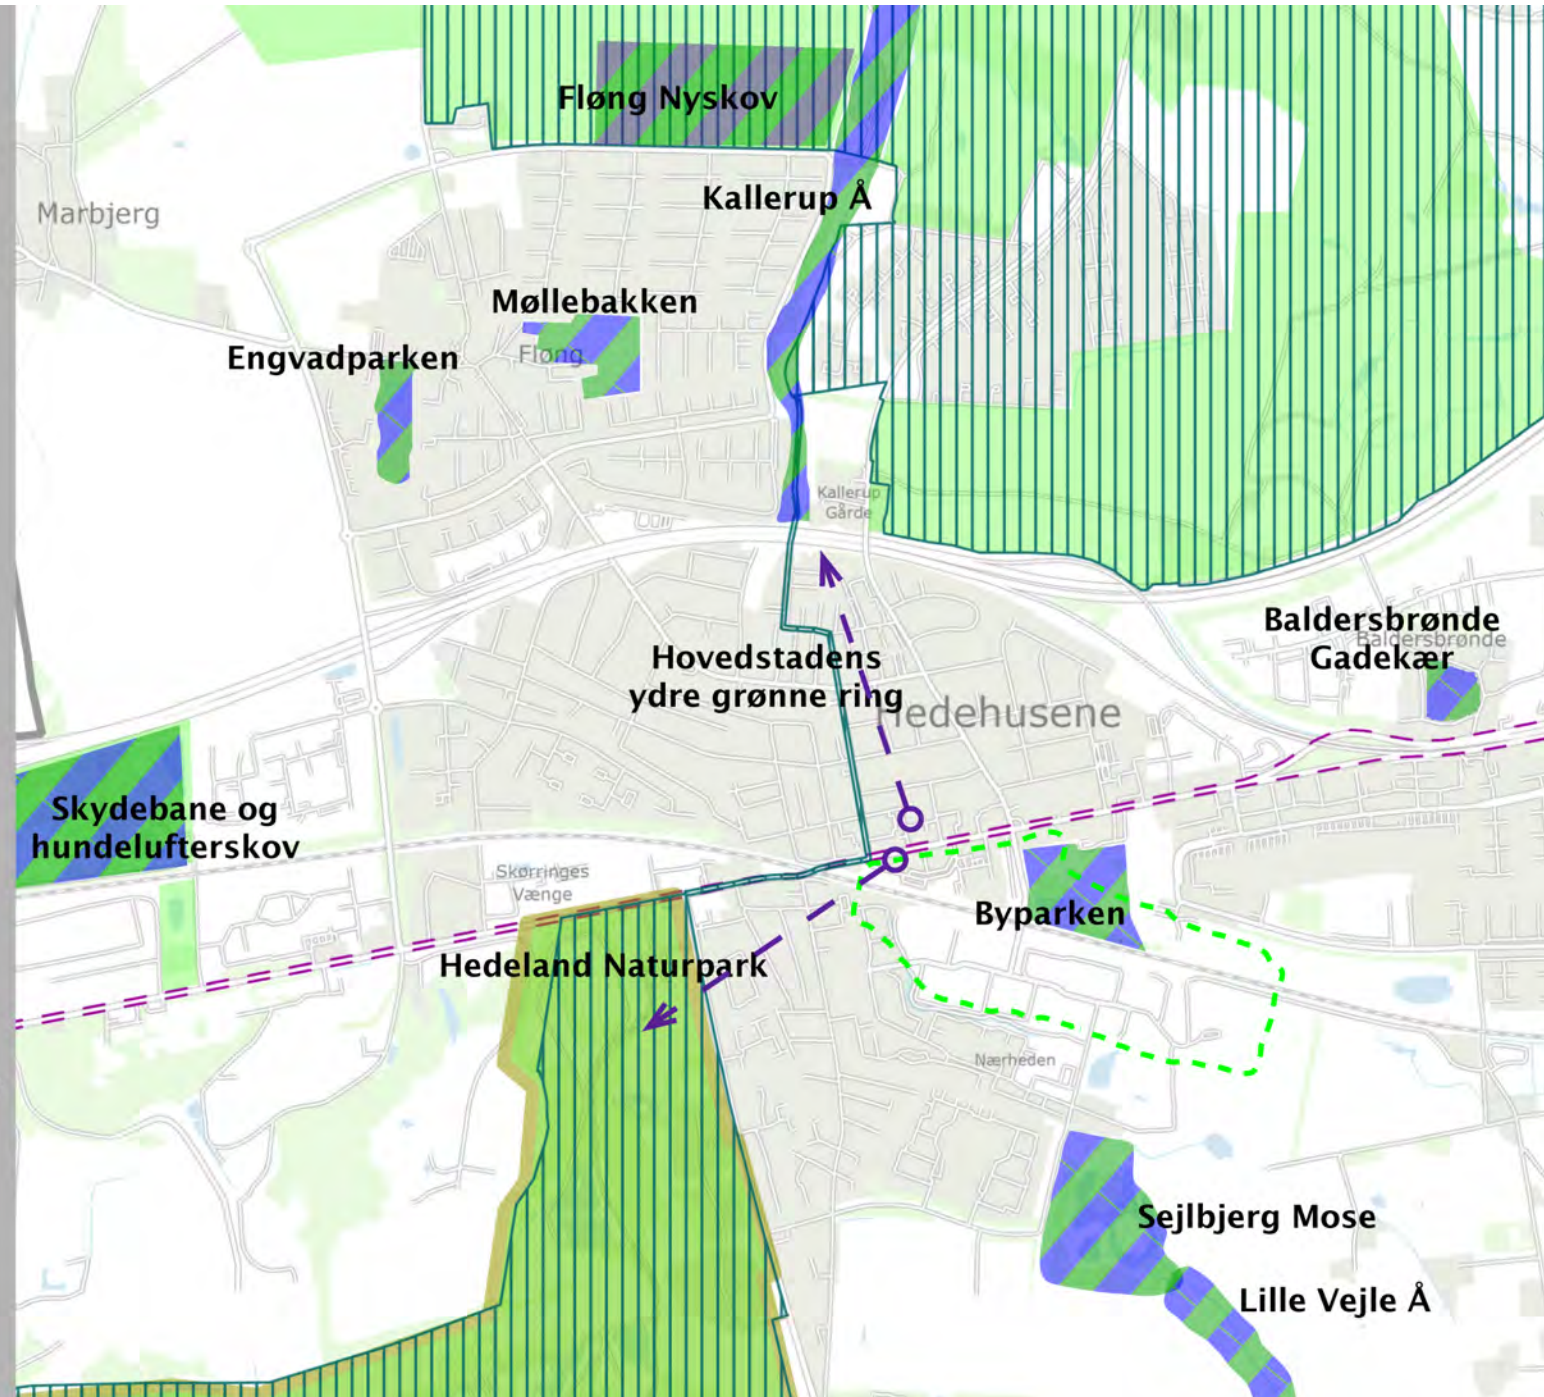 Fløng Nyskov
Kallerup Å
Marbjerg
Møllebakken
Fløng
Engvadparken
Kallerup
Gårde
Baldersbrønde
Baldersbrønde
Gadekær
Hovedstadens
ydre grønne ring
Hedehusene
Skydebane og
hundelufterskov
Skørringes
Vænge
Byparken
Hedeland Naturpark
Nærheden
Sejlbjerg Mose
Lille Vejle Å